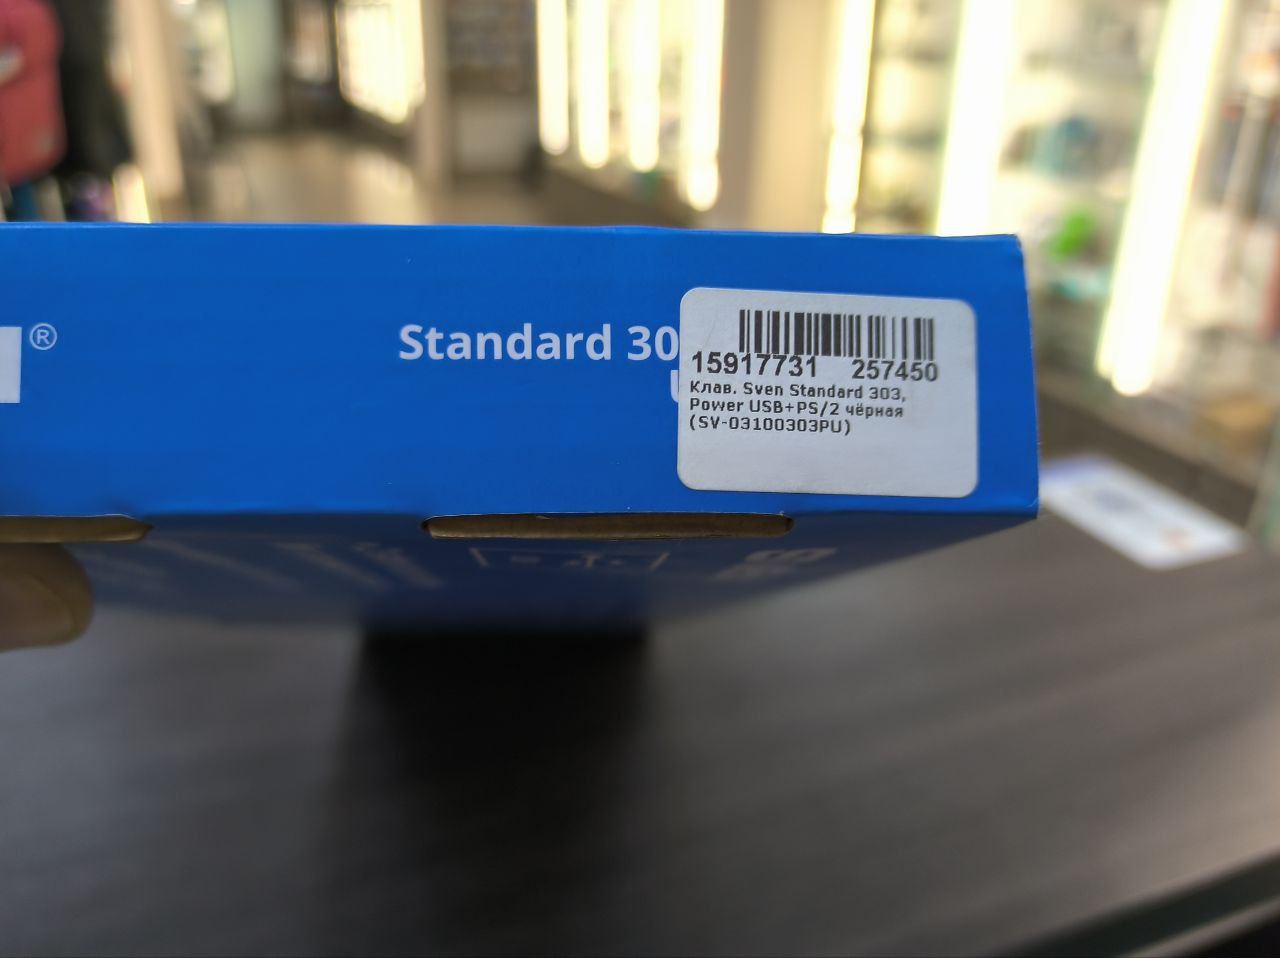 ®
Standard 30
15917731 257450
Клав. Sven Standard 303,
Power USB+PS/2 чёрная
(SV-03100303PU)